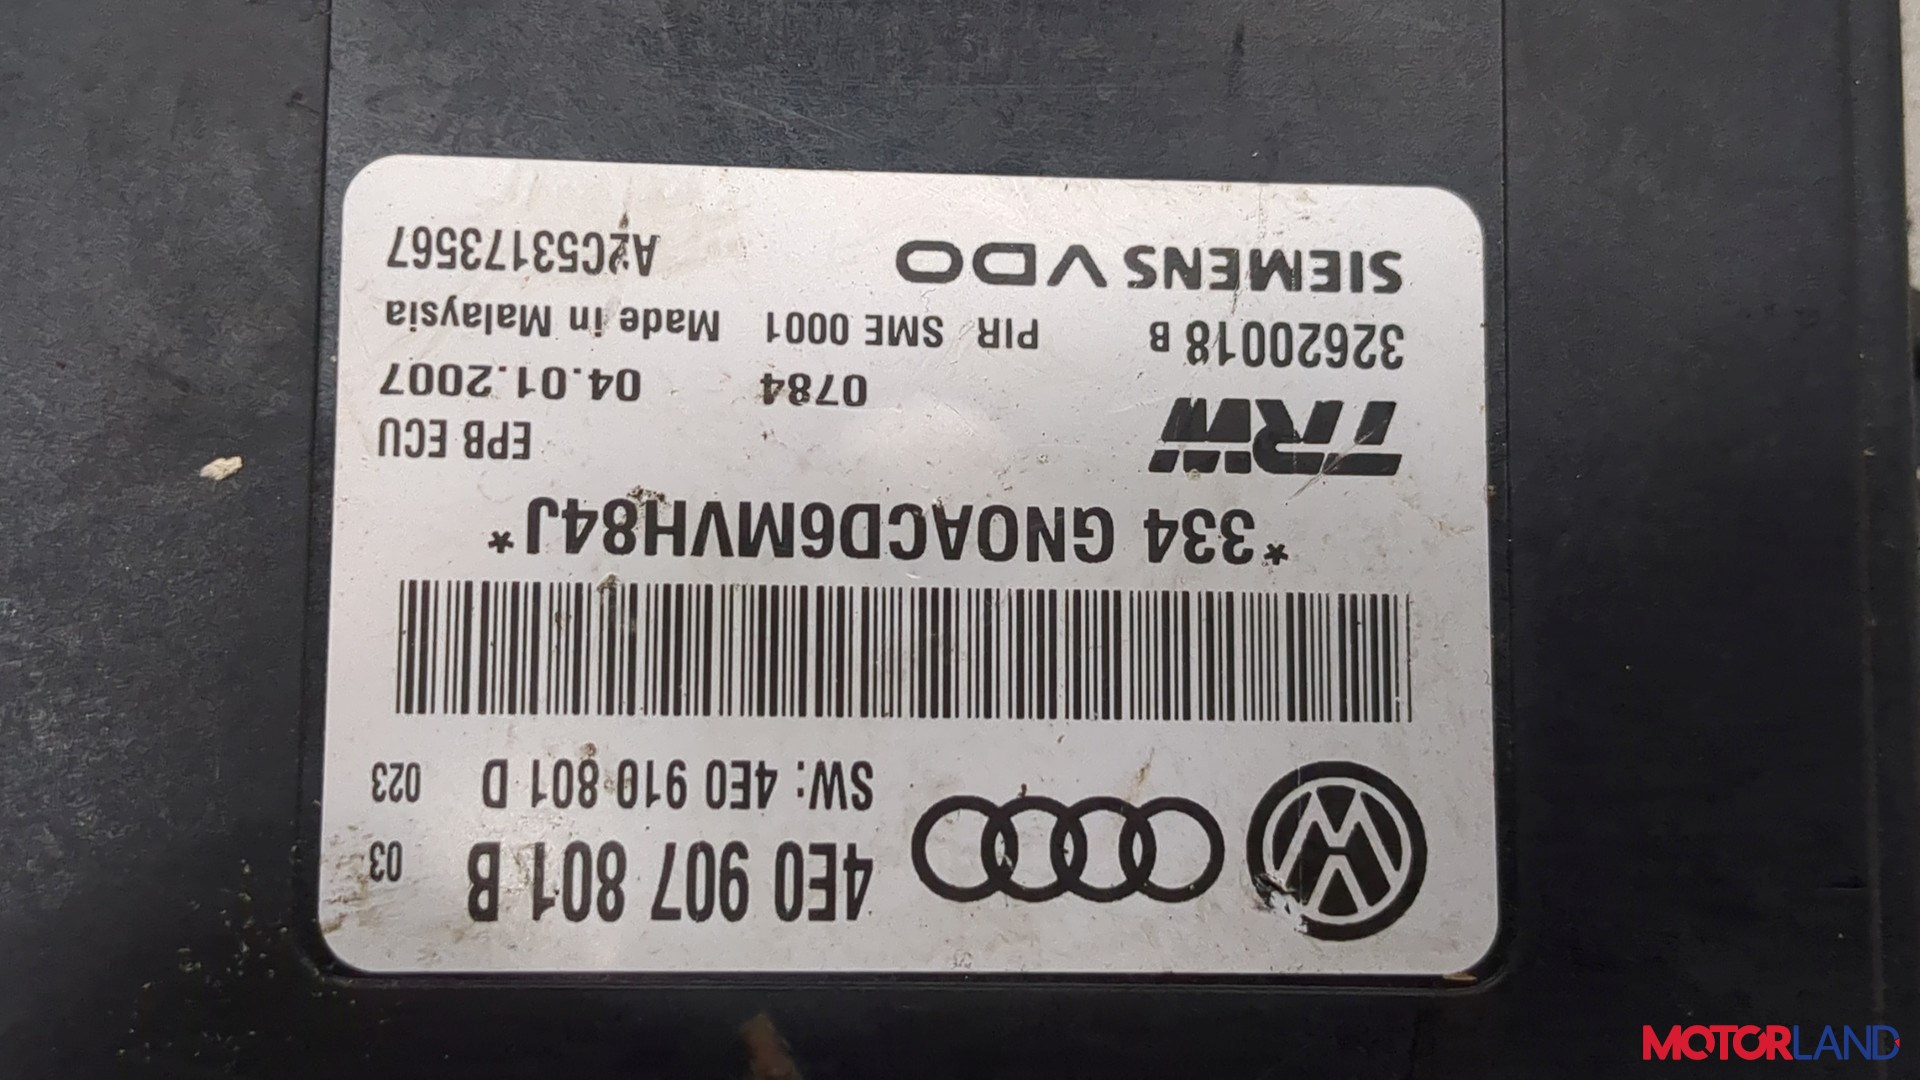 4E0 907 801 B 03
SW: 4E0 910 801 D 023
*334 GNOACD6MVH84J*
TRW EPB ECU
0784 04.01.2007
32620018 B PIR SME 0001 Made in Malaysia
SIEMENS VDO A2C53173567
MOTORLAND